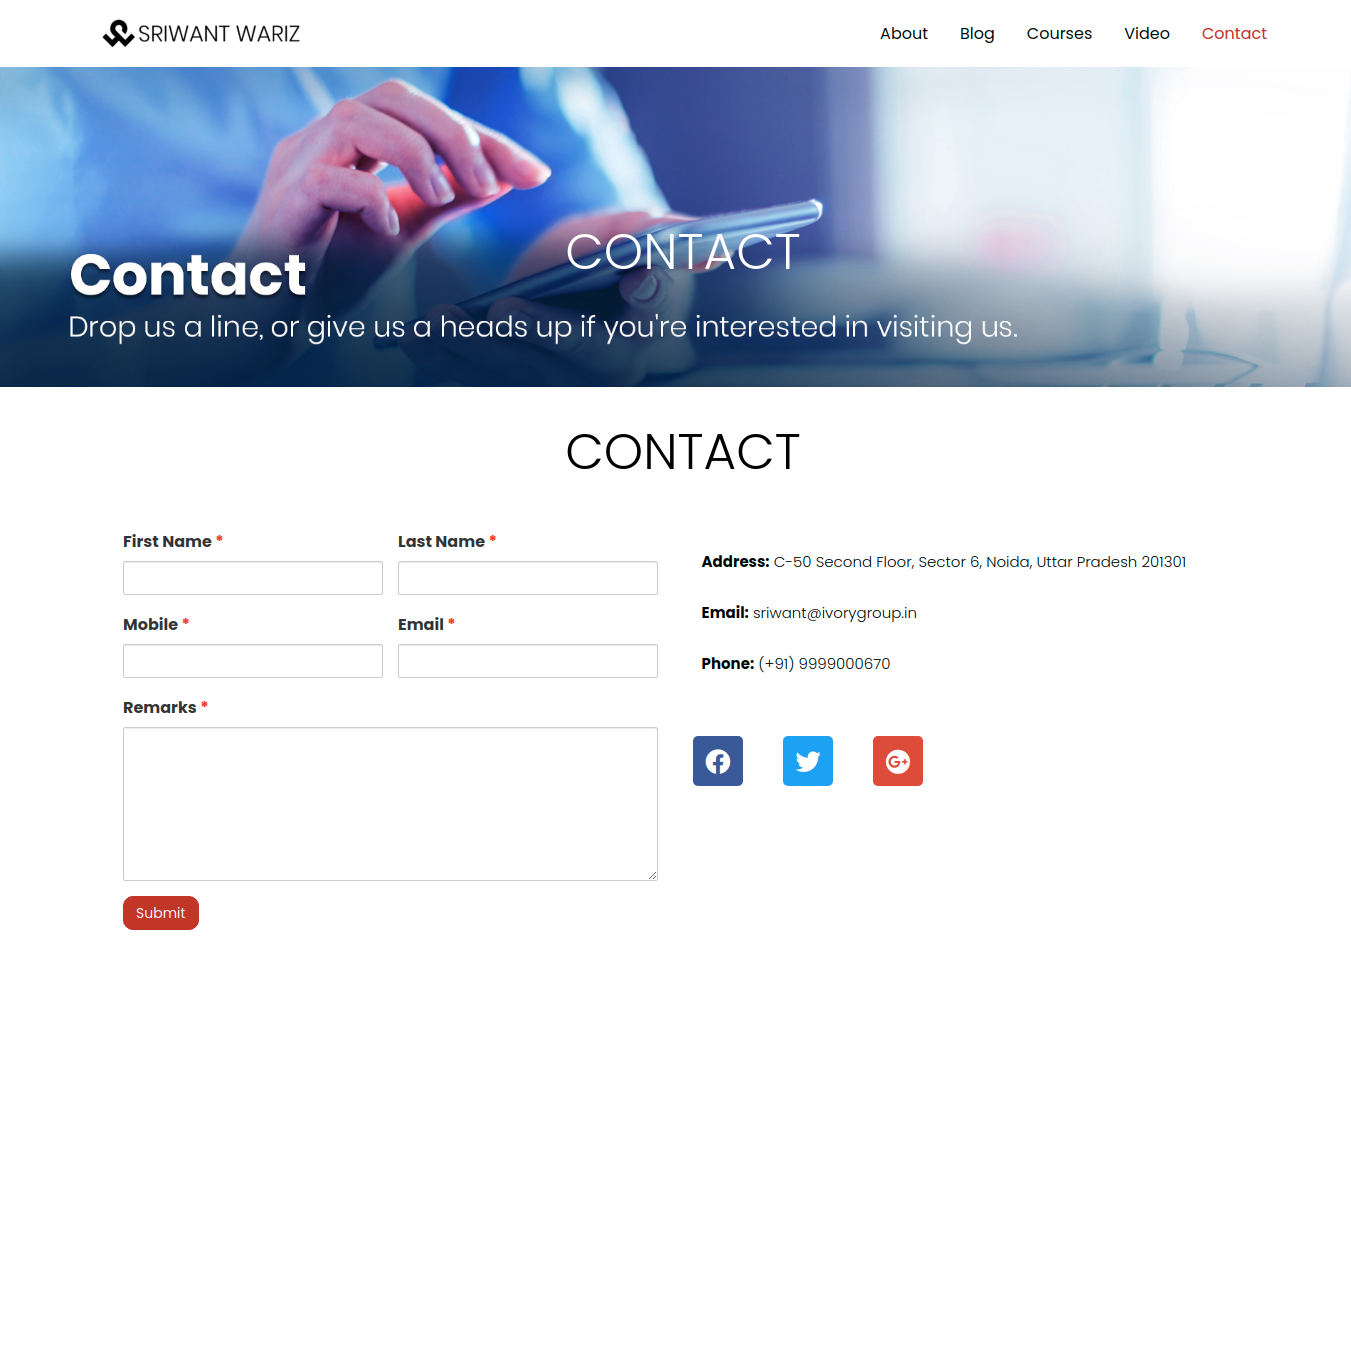 SRIWANT WARIZ
About Blog Courses Video Contact
CONTACT
Contact
Drop us a line, or give us a heads up if you're interested in visiting us.
CONTACT
First Name *
Last Name *
Mobile *
Email *
Remarks *
Submit
Address: C-50 Second Floor, Sector 6, Noida, Uttar Pradesh 201301
Email: sriwant@ivorygroup.in
Phone: (+91) 9999000670
G+